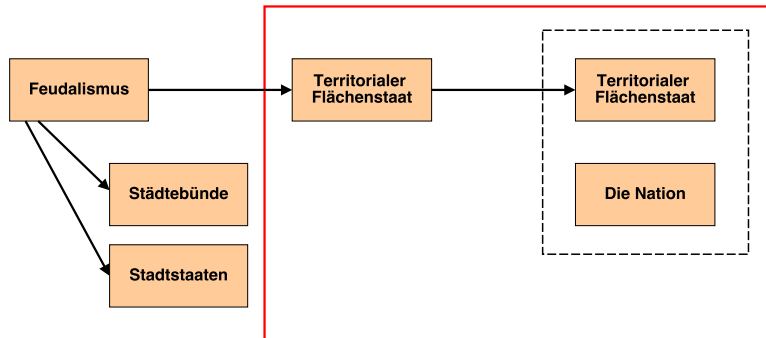 Feudalismus
Territorialer
Flächenstaat
Territorialer
Flächenstaat
Städtebünde
Die Nation
Stadtstaaten